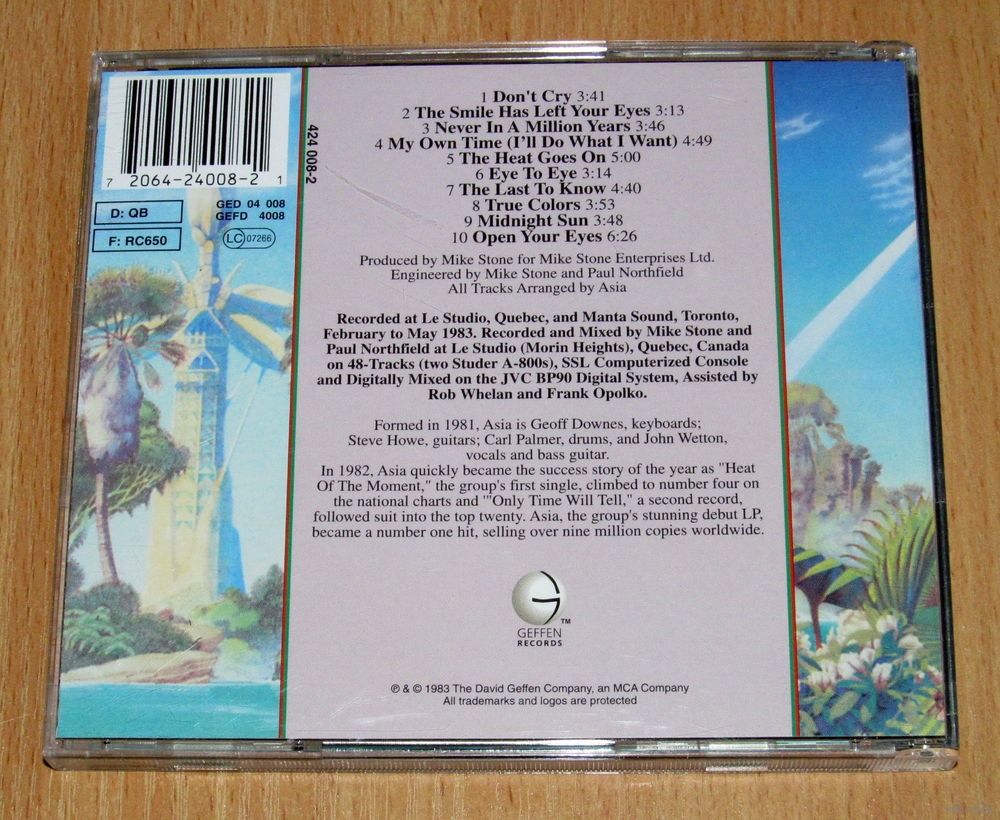 7 2064-24008-2 1
424 008-2
D: QB
F: RC650
GED 04 008
GEFD 4008
LC 07266
1 Don't Cry 3:41
2 The Smile Has Left Your Eyes 3:13
3 Never In A Million Years 3:46
4 My Own Time (I'll Do What I Want) 4:49
5 The Heat Goes On 5:00
6 Eye To Eye 3:14
7 The Last To Know 4:40
8 True Colors 3:53
9 Midnight Sun 3:48
10 Open Your Eyes 6:26
Produced by Mike Stone for Mike Stone Enterprises Ltd.
Engineered by Mike Stone and Paul Northfield
All Tracks Arranged by Asia
Recorded at Le Studio, Quebec, and Manta Sound, Toronto,
February to May 1983. Recorded and Mixed by Mike Stone and
Paul Northfield at Le Studio (Morin Heights), Quebec, Canada
on 48-Tracks (two Studer A-800s), SSL Computerized Console
and Digitally Mixed on the JVC BP90 Digital System, Assisted by
Rob Whelan and Frank Opolko.
Formed in 1981, Asia is Geoff Downes, keyboards;
Steve Howe, guitars; Carl Palmer, drums, and John Wetton,
vocals and bass guitar.
In 1982, Asia quickly became the success story of the year as "Heat
Of The Moment," the group's first single, climbed to number four on
the national charts and '"Only Time Will Tell," a second record,
followed suit into the top twenty. Asia, the group's stunning debut LP,
became a number one hit, selling over nine million copies worldwide.
TM
GEFFEN
RECORDS
℗ & © 1983 The David Geffen Company, an MCA Company
All trademarks and logos are protected